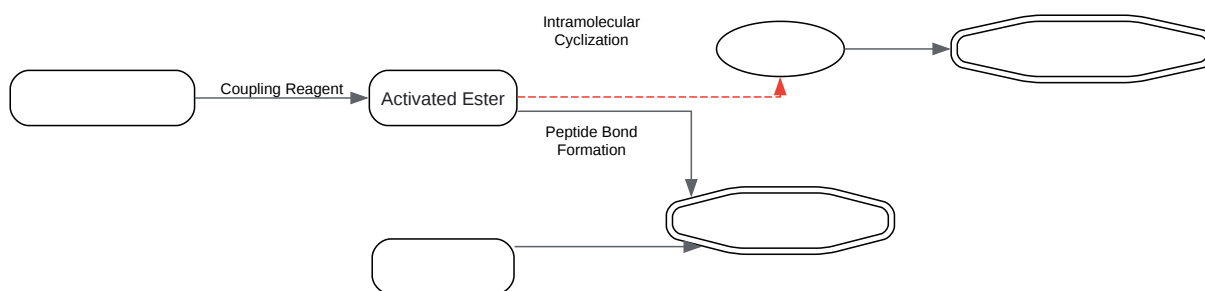 Intramolecular
Cyclization
Coupling Reagent
Activated Ester
Peptide Bond
Formation